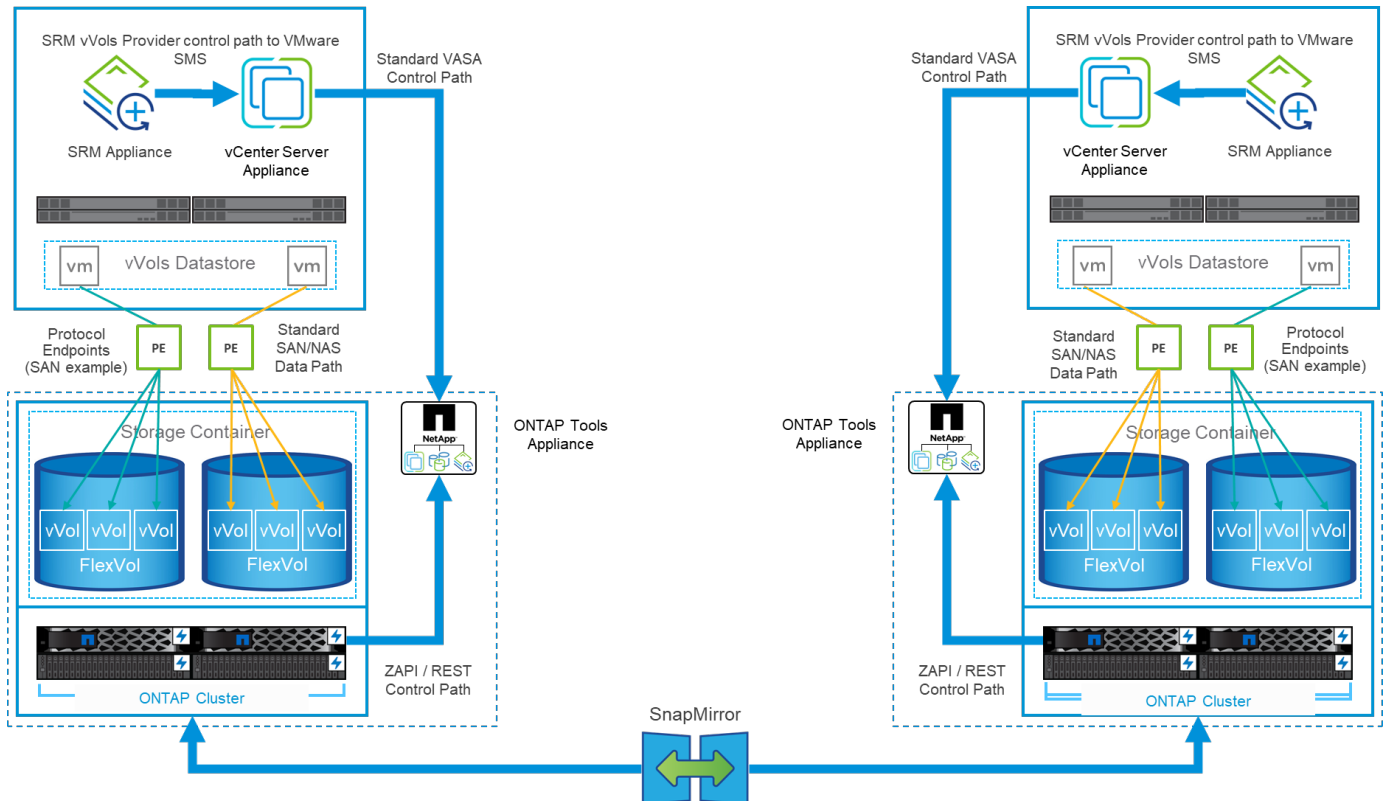 SRM vVols Provider control path to VMware
SMS
SRM Appliance
vCenter Server
Appliance
Standard VASA
Control Path
vm
vVols Datastore
vm
Protocol
Endpoints
(SAN example)
PE
PE
Standard
SAN/NAS
Data Path
Storage Container
vVol
vVol
vVol
FlexVol
vVol
vVol
vVol
FlexVol
NetApp
ONTAP Tools
Appliance
ZAPI / REST
Control Path
ONTAP Cluster
SnapMirror
SRM vVols Provider control path to VMware
SMS
Standard VASA
Control Path
vCenter Server
Appliance
SRM Appliance
vm
vVols Datastore
vm
Standard
SAN/NAS
Data Path
PE
PE
Protocol
Endpoints
(SAN example)
ONTAP Tools
Appliance
NetApp
Storage Container
vVol
vVol
vVol
FlexVol
vVol
vVol
vVol
FlexVol
ZAPI / REST
Control Path
ONTAP Cluster